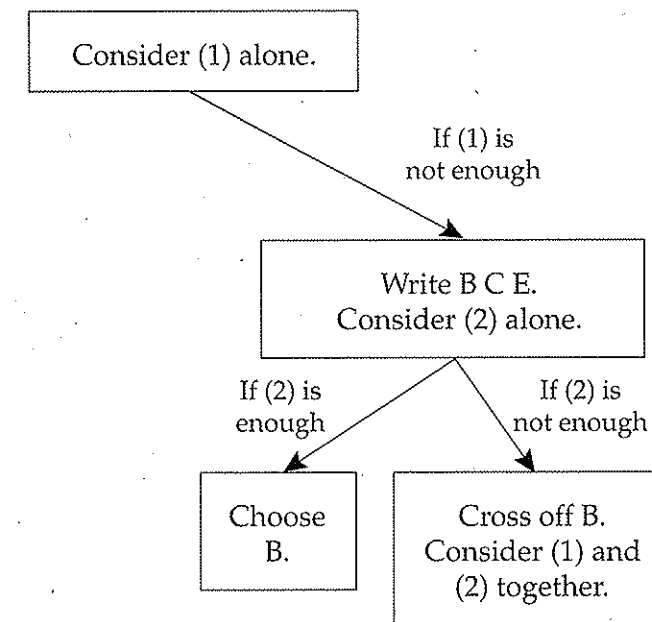 Consider (1) alone.
If (1) is
not enough
Write B C E.
Consider (2) alone.
If (2) is
enough
If (2) is
not enough
Choose
B.
Cross off B.
Consider (1) and
(2) together.